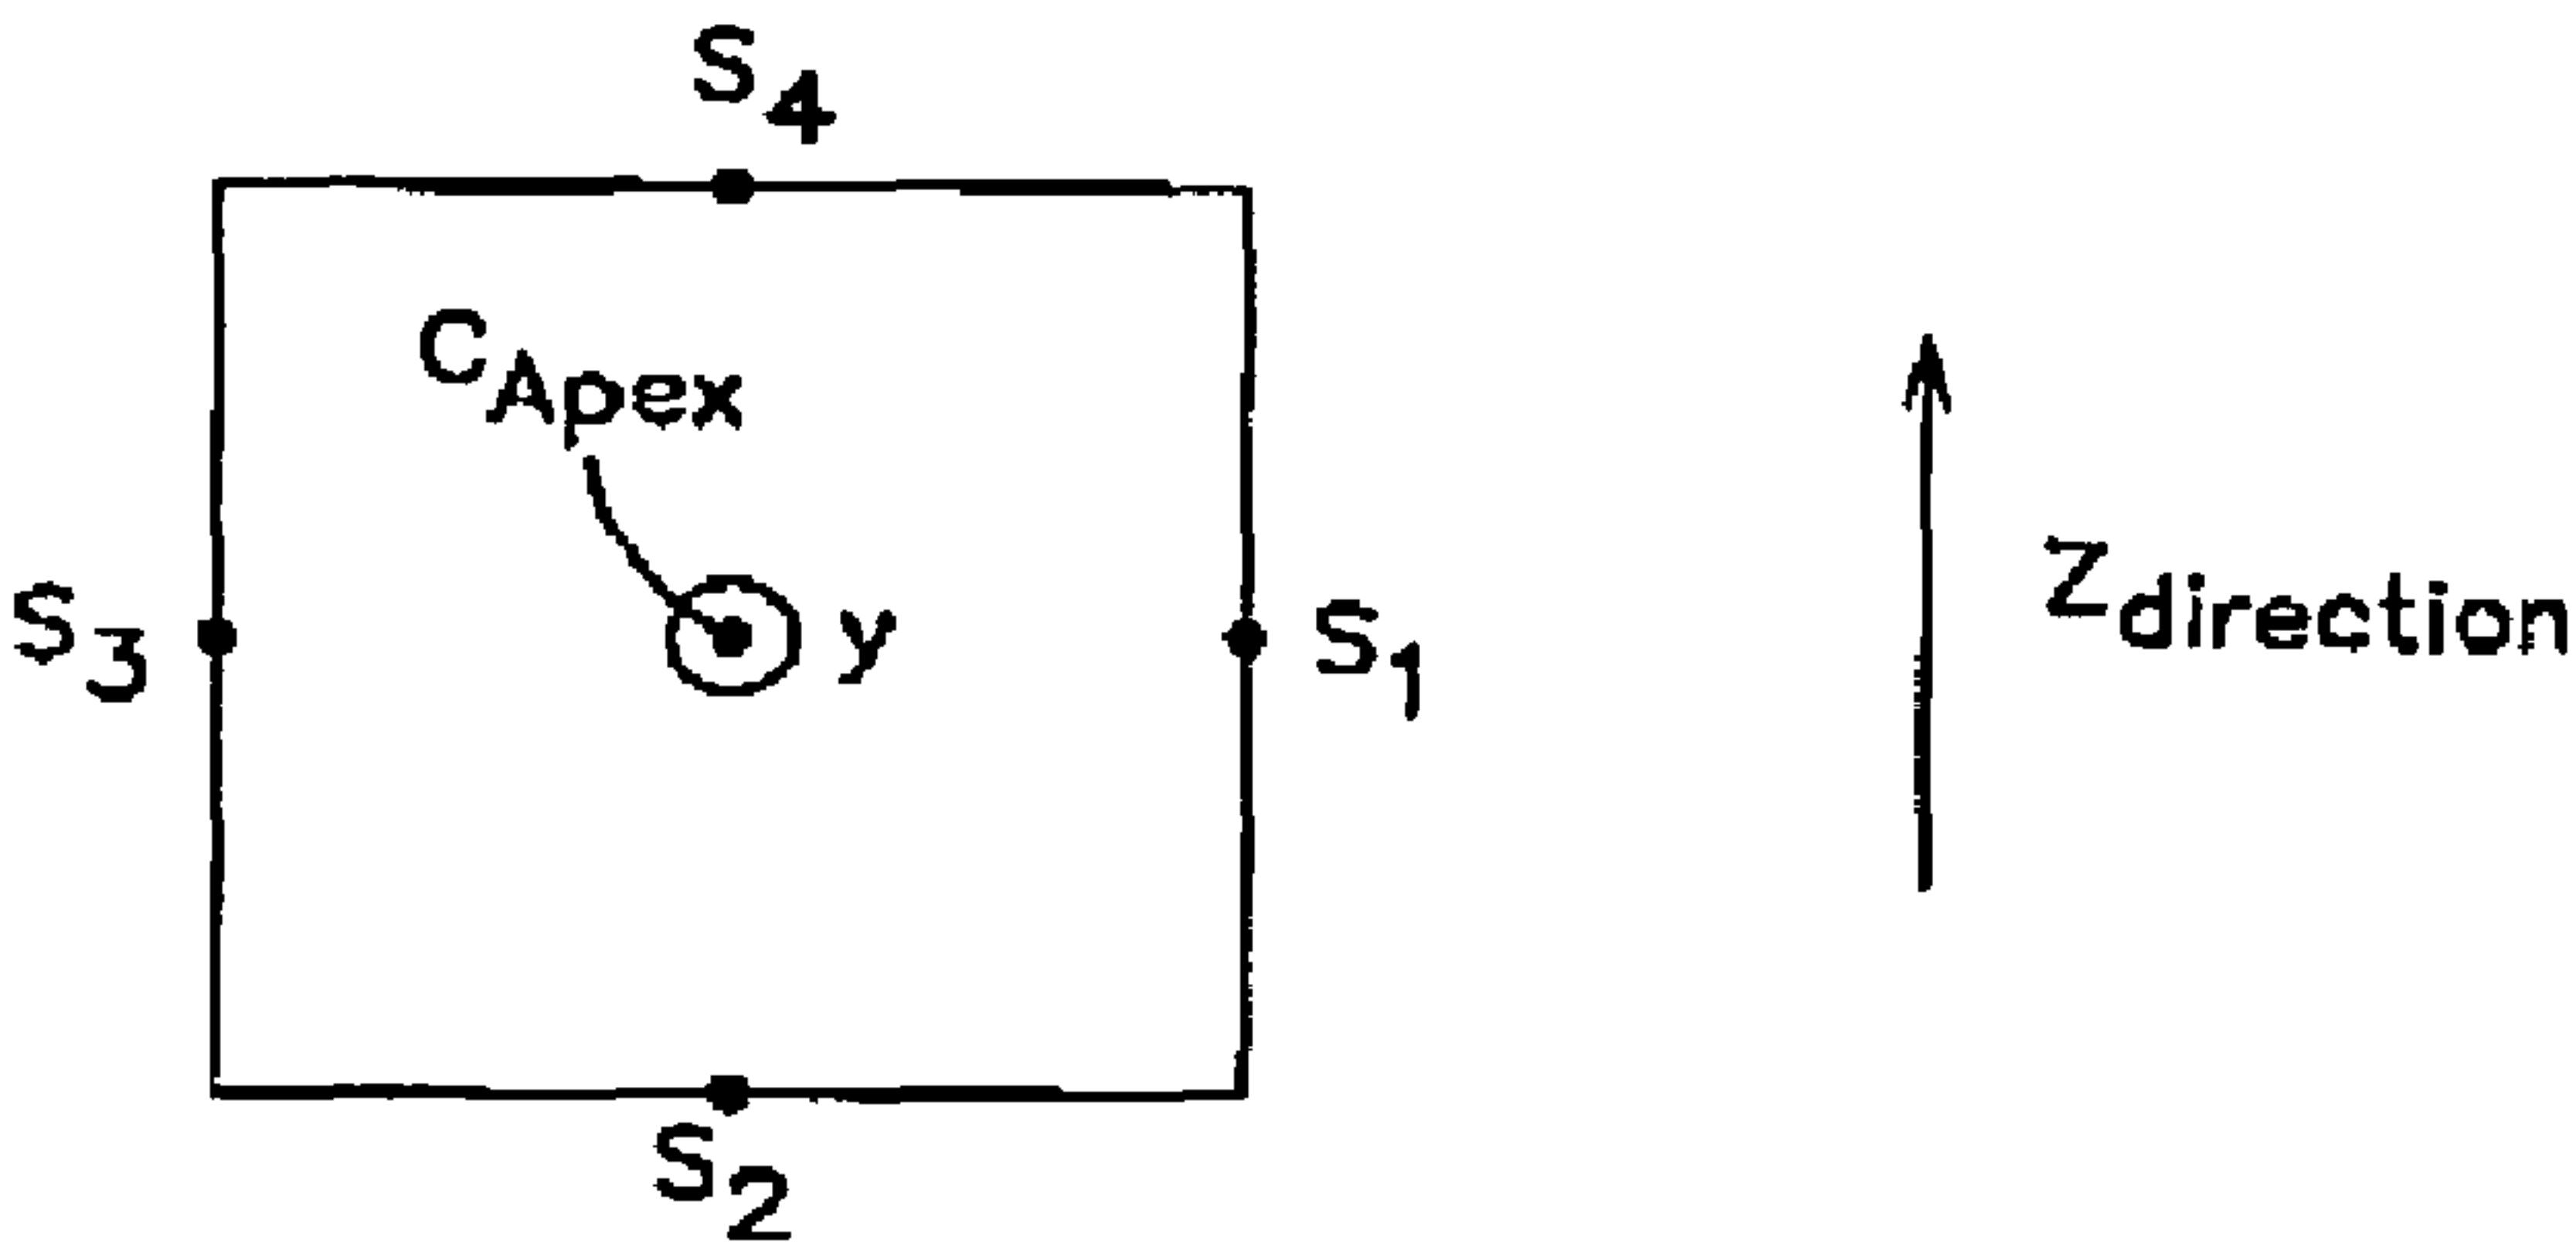 S4
CApex
S3
y
S1
Zdirection
S2